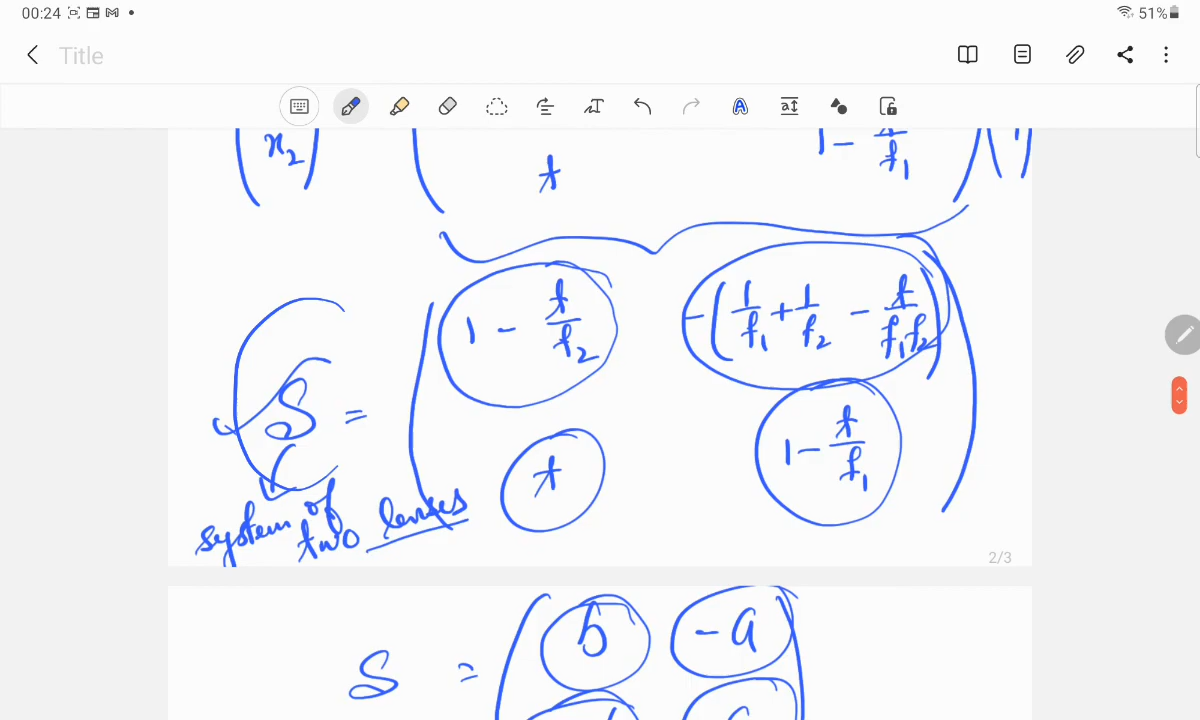 00:24 51%
Title
x₂ t 1 - t/f₁
S = ( 1 - t/f₂ -(1/f₁ + 1/f₂ - t/f₁f₂)
t 1 - t/f₁ )
system of two lenses
2/3
S = ( b -a